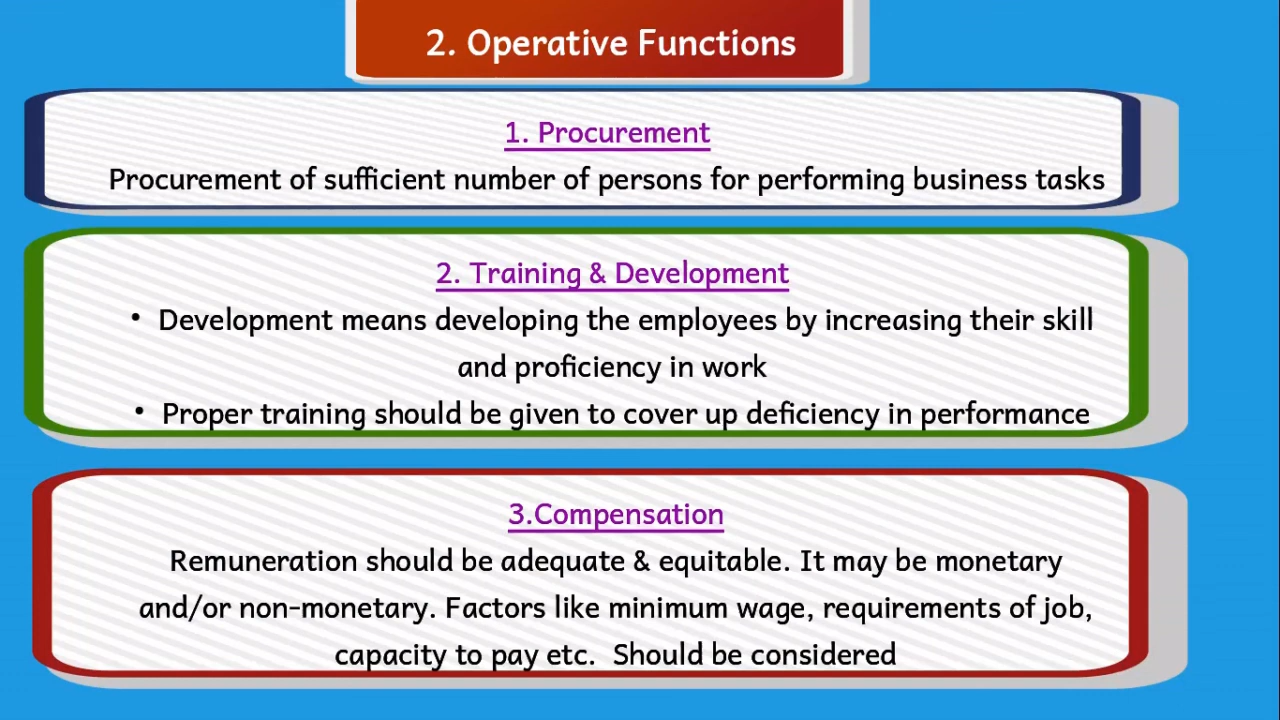 2. Operative Functions
1. Procurement
Procurement of sufficient number of persons for performing business tasks
2. Training & Development
• Development means developing the employees by increasing their skill
and proficiency in work
• Proper training should be given to cover up deficiency in performance
3.Compensation
Remuneration should be adequate & equitable. It may be monetary
and/or non-monetary. Factors like minimum wage, requirements of job,
capacity to pay etc.  Should be considered